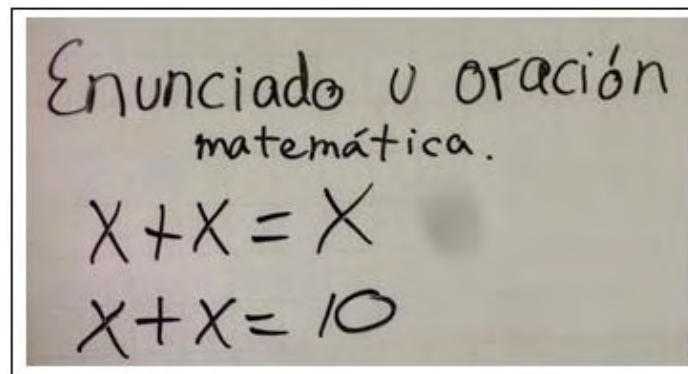 Enunciado u oración
matemática.
X+X=X
X+X=10